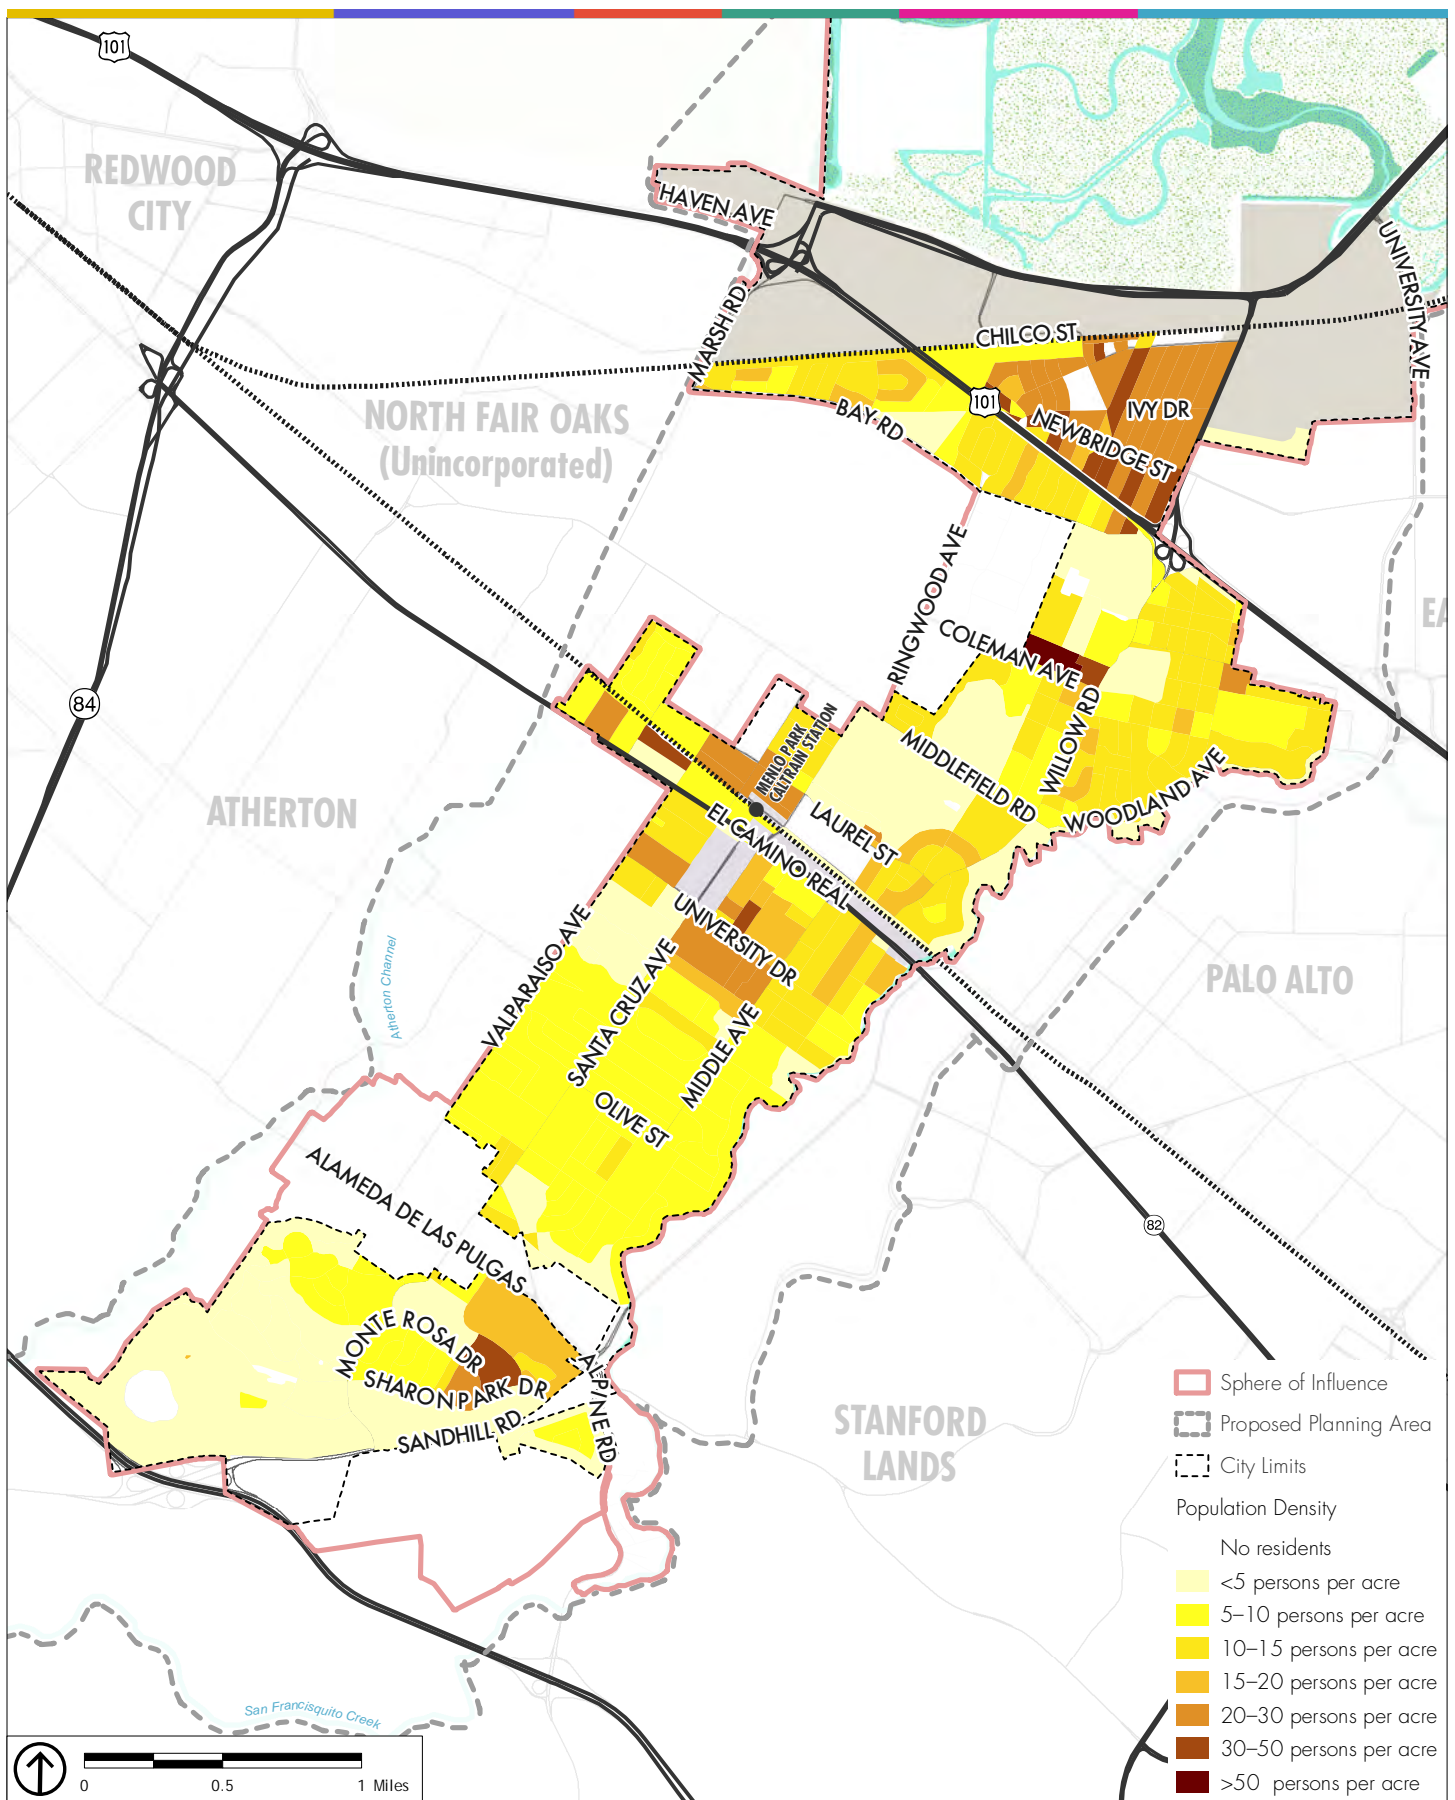 101
REDWOOD
CITY
HAVEN AVE
UNIVERSITY AVE
MARSH RD
CHILCO ST
NORTH FAIR OAKS
(Unincorporated)
101
BAY RD
IVY DR
NEWBRIDGE ST
RINGWOOD AVE
EA
COLEMAN AVE
84
WILLOW RD
MENLO PARK
CALTRAIN STATION
MIDDLEFIELD RD
WOODLAND AVE
ATHERTON
EL CAMINO REAL
LAUREL ST
UNIVERSITY DR
VALPARAISO AVE
SANTA CRUZ AVE
PALO ALTO
Atherton Channel
MIDDLE AVE
OLIVE ST
ALAMEDA DE LAS PULGAS
82
MONTE ROSA DR
SHARON PARK DR
ALPINE RD
SANDHILL RD
STANFORD
LANDS
San Francisquito Creek
Sphere of Influence
Proposed Planning Area
City Limits
Population Density
No residents
<5 persons per acre
5–10 persons per acre
10–15 persons per acre
15–20 persons per acre
20–30 persons per acre
30–50 persons per acre
>50 persons per acre
0 0.5 1 Miles